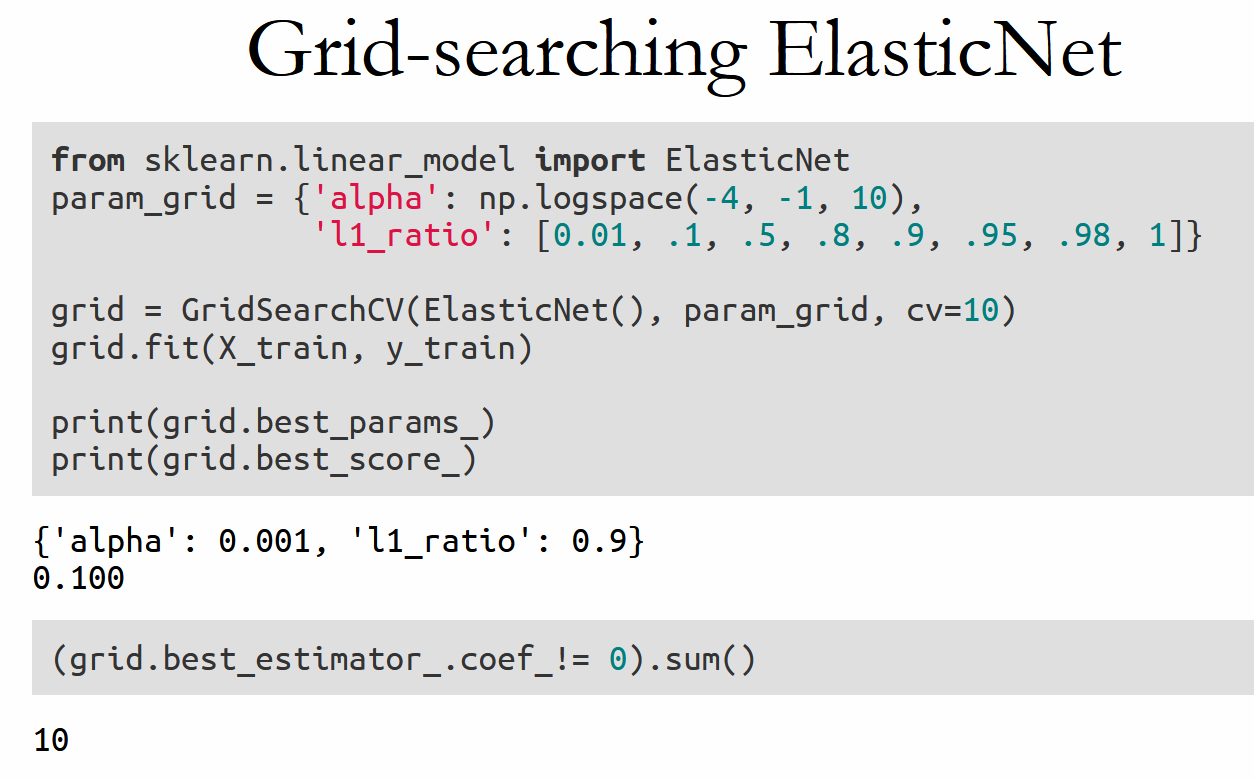 Grid-searching ElasticNet
from sklearn.linear_model import ElasticNet
param_grid = {'alpha': np.logspace(-4, -1, 10),
'l1_ratio': [0.01, .1, .5, .8, .9, .95, .98, 1]}
grid = GridSearchCV(ElasticNet(), param_grid, cv=10)
grid.fit(X_train, y_train)
print(grid.best_params_)
print(grid.best_score_)
{'alpha': 0.001, 'l1_ratio': 0.9}
0.100
(grid.best_estimator_.coef_!= 0).sum()
10